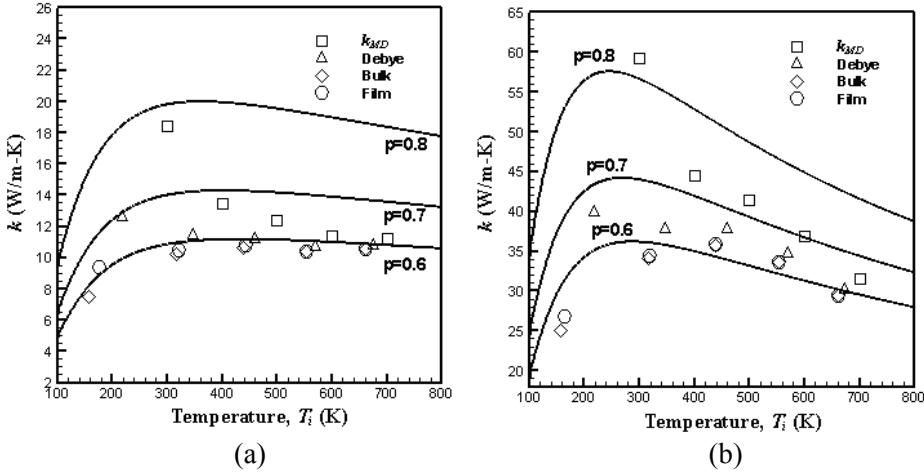 26
24
22
20
18
16
14
12
10
8
6
4
2
k (W/m-K)
k_MD
Debye
Bulk
Film
p=0.8
p=0.7
p=0.6
100 200 300 400 500 600 700 800
Temperature, T_i (K)
(a)
65
60
55
50
45
40
35
30
25
20
k (W/m-K)
k_MD
Debye
Bulk
Film
p=0.8
p=0.7
p=0.6
100 200 300 400 500 600 700 800
Temperature, T_i (K)
(b)